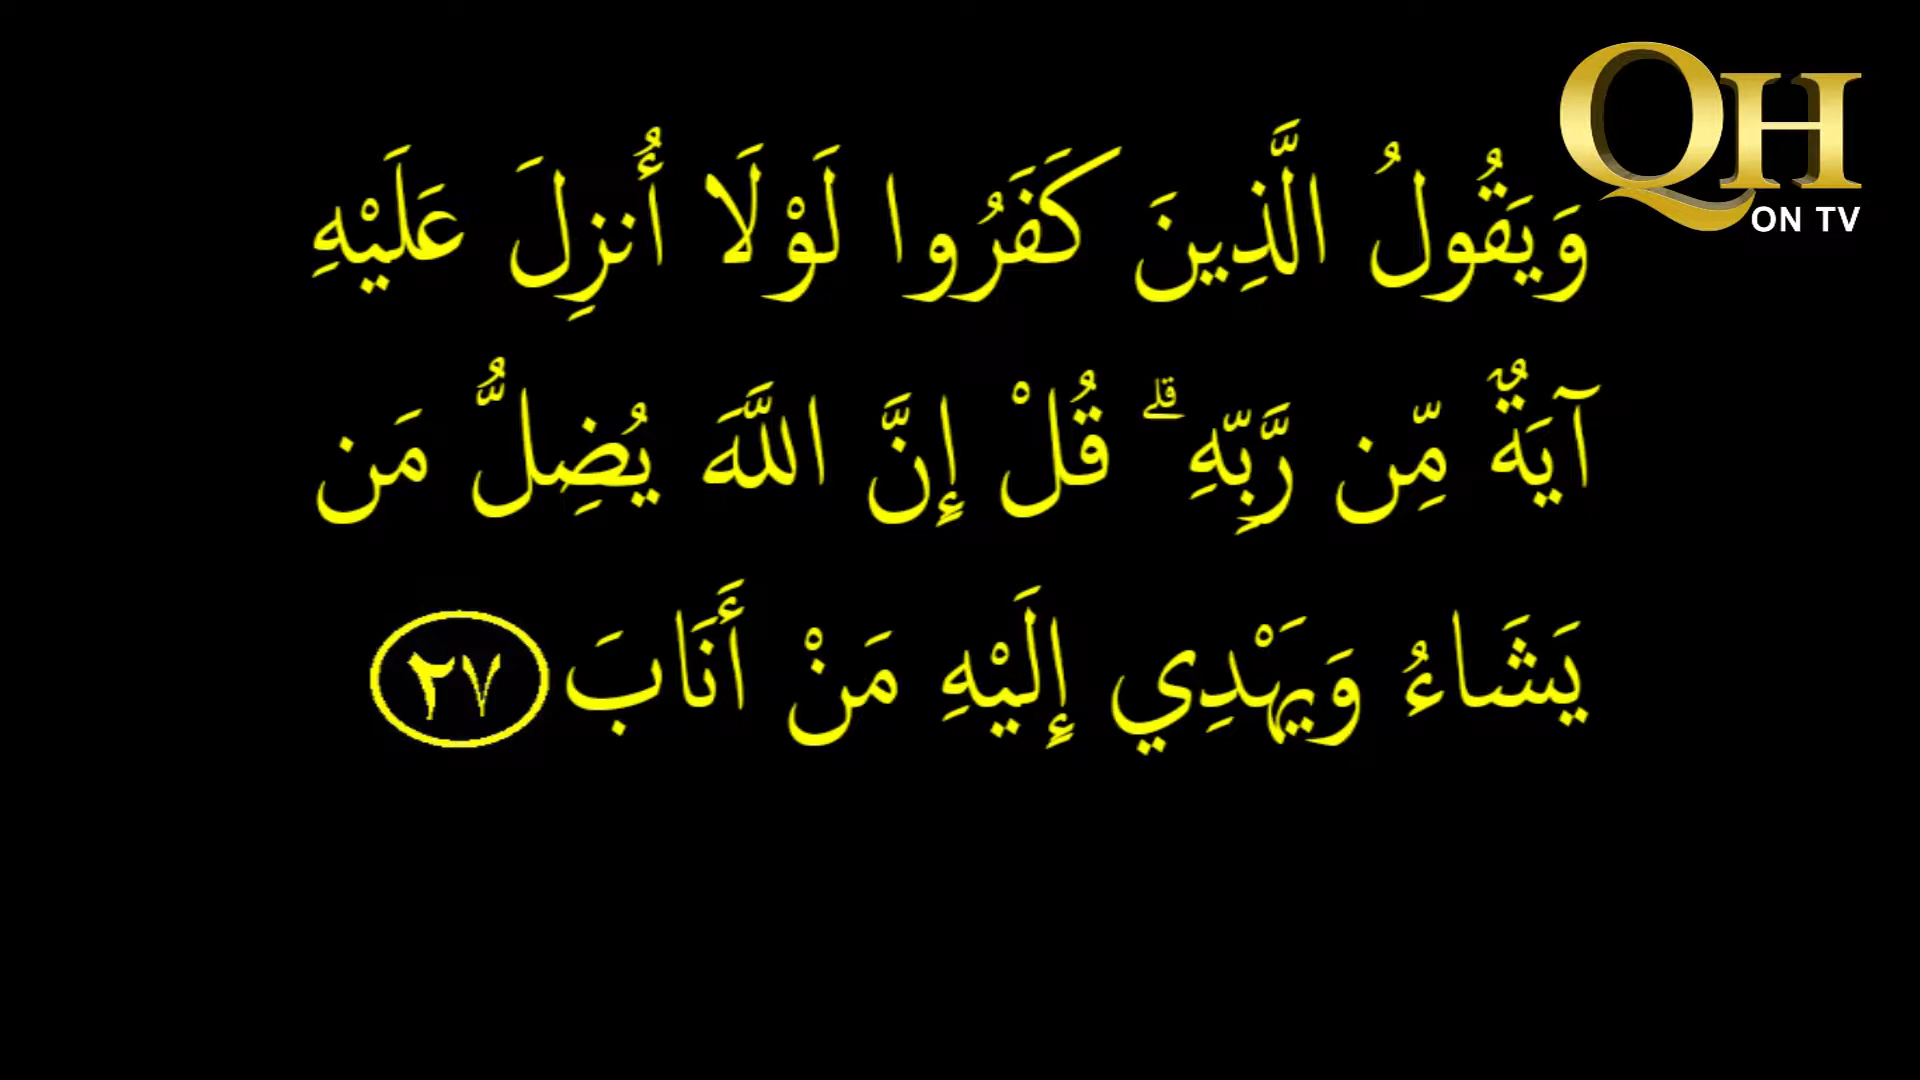 QH
ON TV
وَيَقُولُ الَّذِينَ كَفَرُوا لَوْلَا أُنزِلَ عَلَيْهِ
آيَةٌ مِّن رَّبِّهِ ۗ قُلْ إِنَّ اللَّهَ يُضِلُّ مَن
يَشَاءُ وَيَهْدِي إِلَيْهِ مَنْ أَنَابَ ٢٧